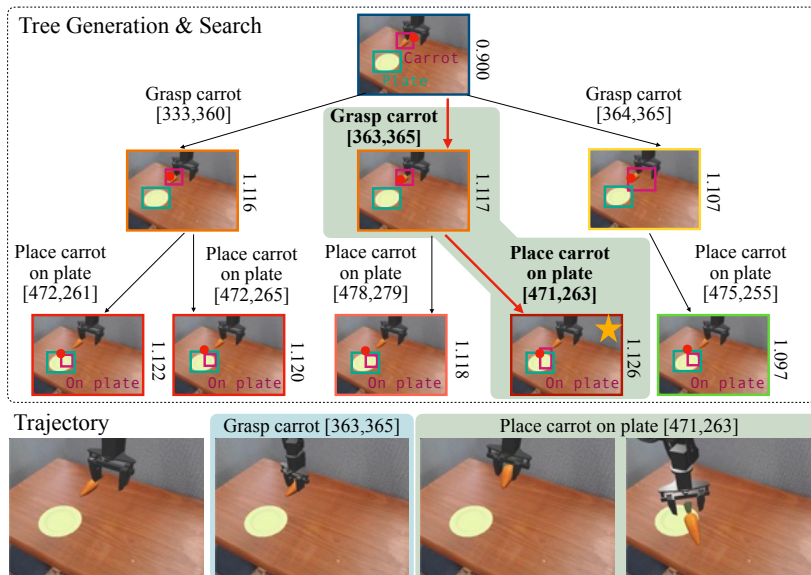 Tree Generation & Search
Carrot
Plate
0.900
Grasp carrot
[333,360]
Grasp carrot
[363,365]
Grasp carrot
[364,365]
1.116
1.117
1.107
Place carrot
on plate
[472,261]
Place carrot
on plate
[472,265]
Place carrot
on plate
[478,279]
Place carrot
on plate
[471,263]
Place carrot
on plate
[475,255]
On plate
1.122
On plate
1.120
On plate
1.118
On plate
1.126
On plate
1.097
Trajectory
Grasp carrot [363,365]
Place carrot on plate [471,263]